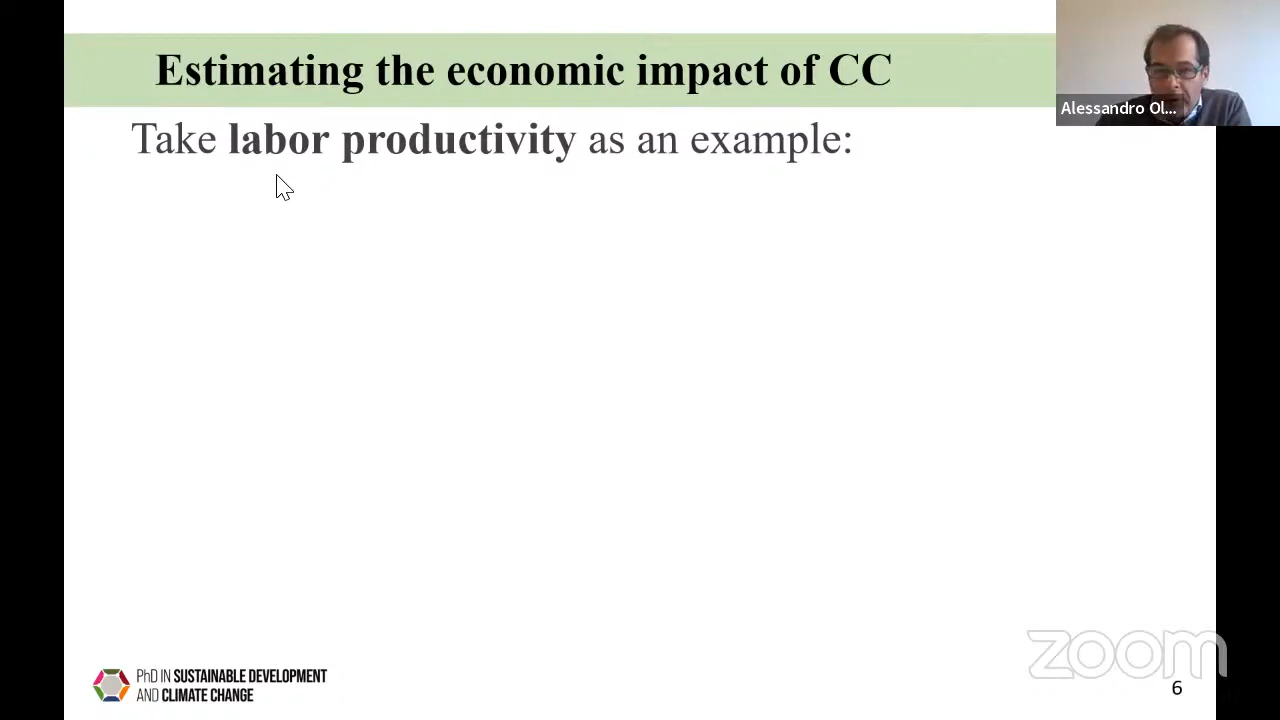 Estimating the economic impact of CC
Alessandro Ol...
Take labor productivity as an example:
PhD IN SUSTAINABLE DEVELOPMENT
AND CLIMATE CHANGE
zoom
6